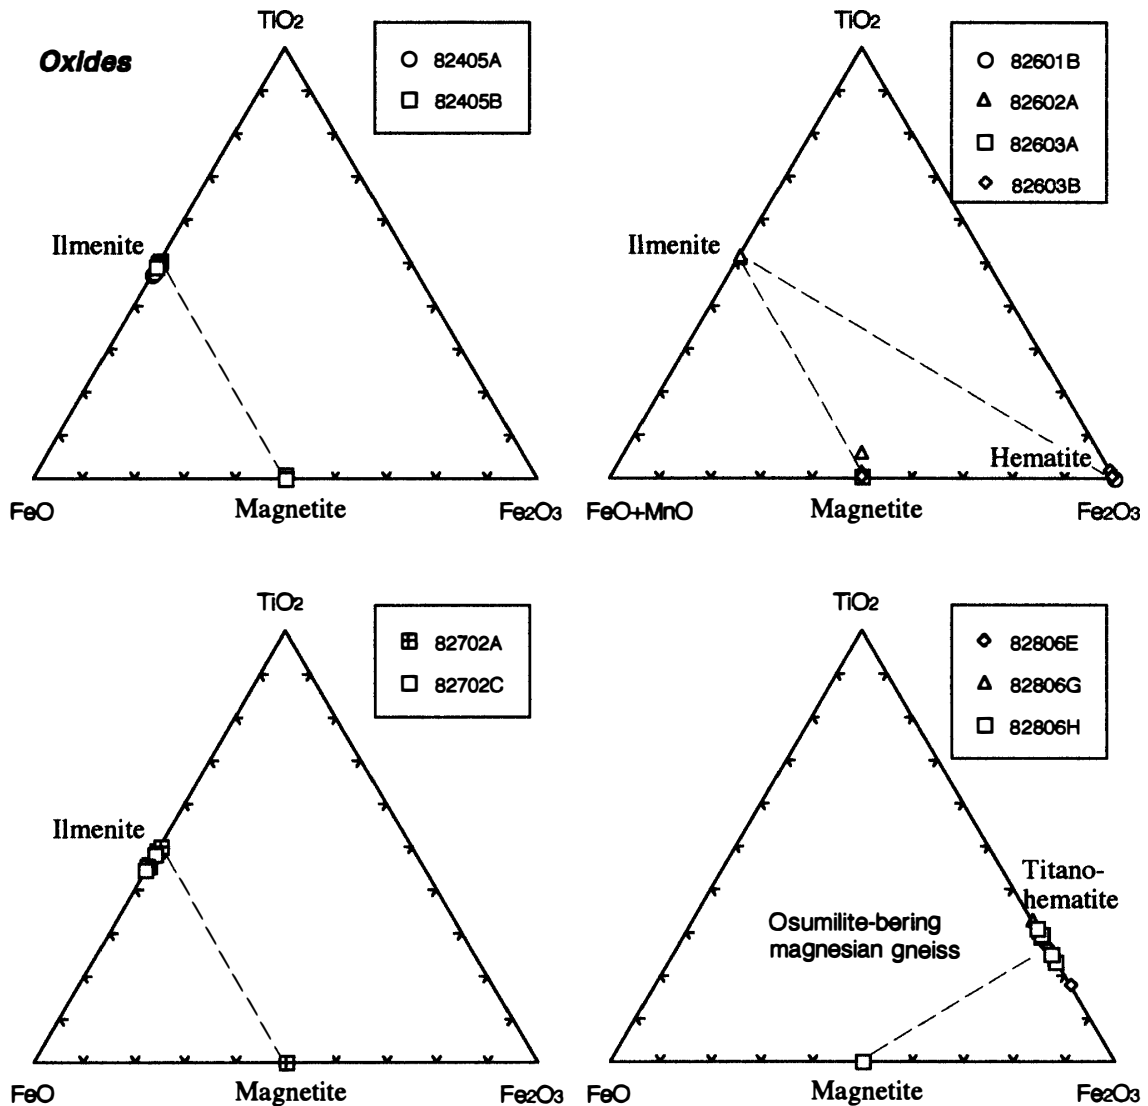 Oxides
TiO2
82405A
82405B
Ilmenite
FeO
Magnetite
Fe2O3
TiO2
82601B
82602A
82603A
82603B
Ilmenite
Hematite
FeO+MnO
Magnetite
Fe2O3
TiO2
82702A
82702C
Ilmenite
FeO
Magnetite
Fe2O3
TiO2
82806E
82806G
82806H
Titano-
hematite
Osumilite-bering
magnesian gneiss
FeO
Magnetite
Fe2O3